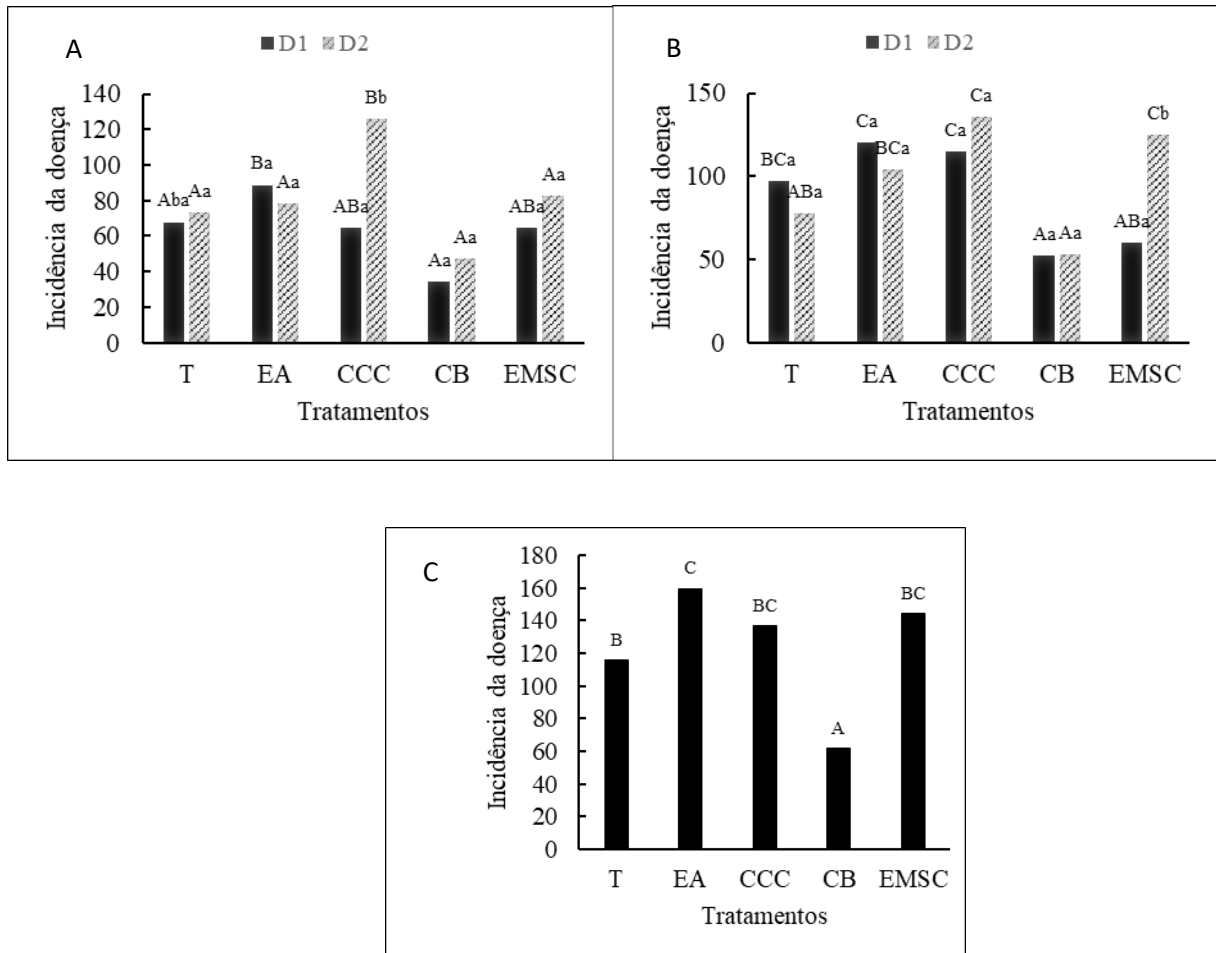 A
D1 D2
Incidência da doença
140
120
100
80
60
40
20
0
Aba Aa Ba Aa ABa Bb Aa Aa ABa Aa
T EA CCC CB EMSC
Tratamentos
B
D1 D2
Incidência da doença
150
100
50
0
BCa ABa Ca BCa Ca Ca Aa Aa ABa Cb
T EA CCC CB EMSC
Tratamentos
C
Incidência da doença
180
160
140
120
100
80
60
40
20
0
B C BC A BC
T EA CCC CB EMSC
Tratamentos